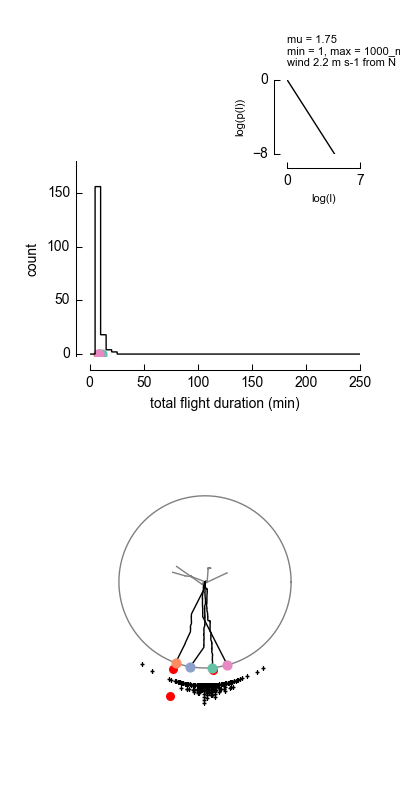 mu = 1.75
min = 1, max = 1000_m
wind 2.2 m s-1 from N
0
−8
log(p(l))
0 7
log(l)
150
100
50
0
count
0 50 100 150 200 250
total flight duration (min)